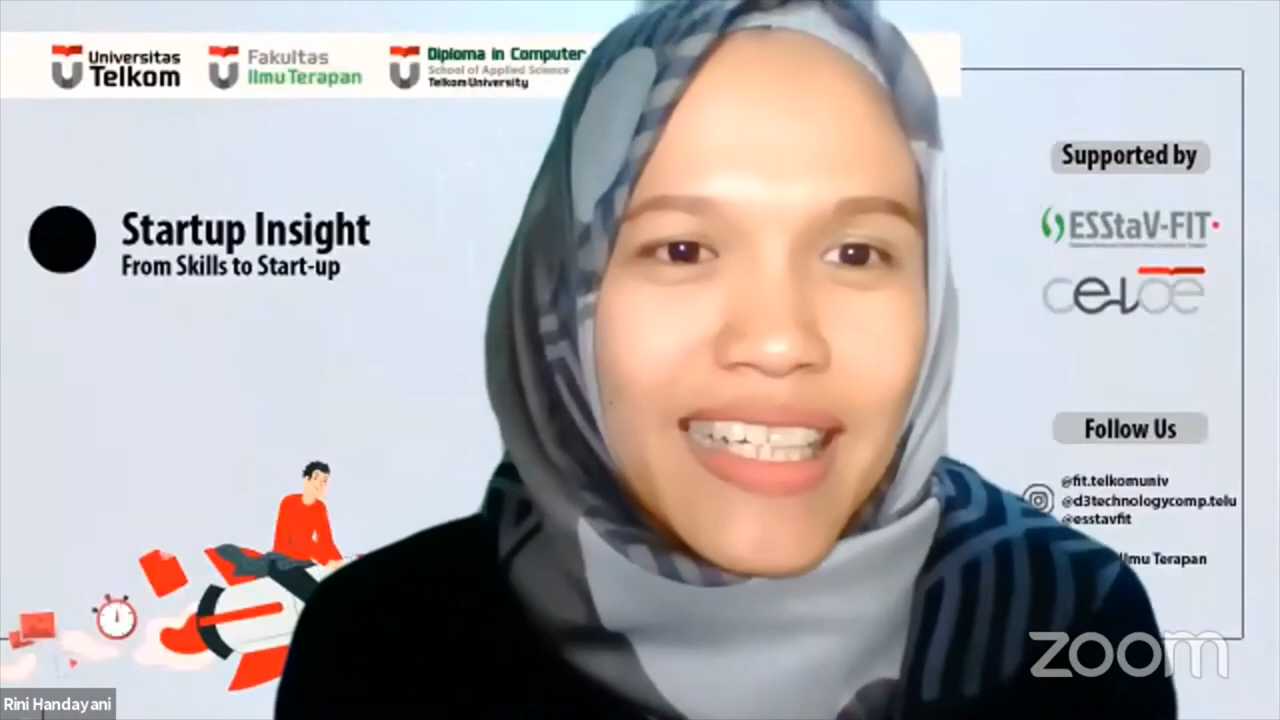 Universitas
Telkom
Fakultas
Ilmu Terapan
Diploma in Computer
School of Applied Science
Telkom University
Startup Insight
From Skills to Start-up
Supported by
ESStaV-FIT
celoe
Follow Us
@fit.telkomuniv
@d3technologycomp.telu
@esstavfit
Ilmu Terapan
zoom
Rini Handayani